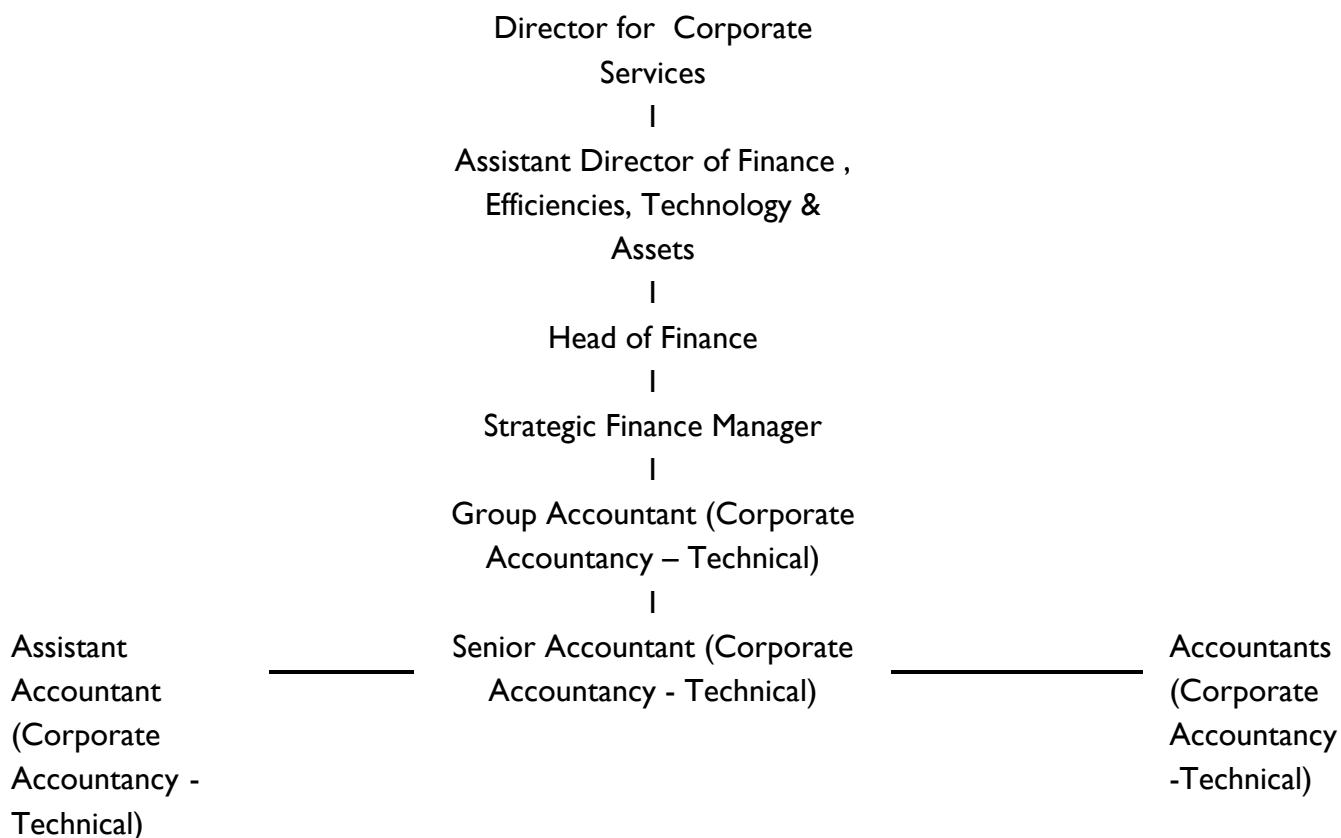 Director for Corporate
Services
I
Assistant Director of Finance ,
Efficiencies, Technology &
Assets
I
Head of Finance
I
Strategic Finance Manager
I
Group Accountant (Corporate
Accountancy – Technical)
I
Senior Accountant (Corporate
Accountancy - Technical)
Assistant
Accountant
(Corporate
Accountancy -
Technical)
Accountants
(Corporate
Accountancy
-Technical)